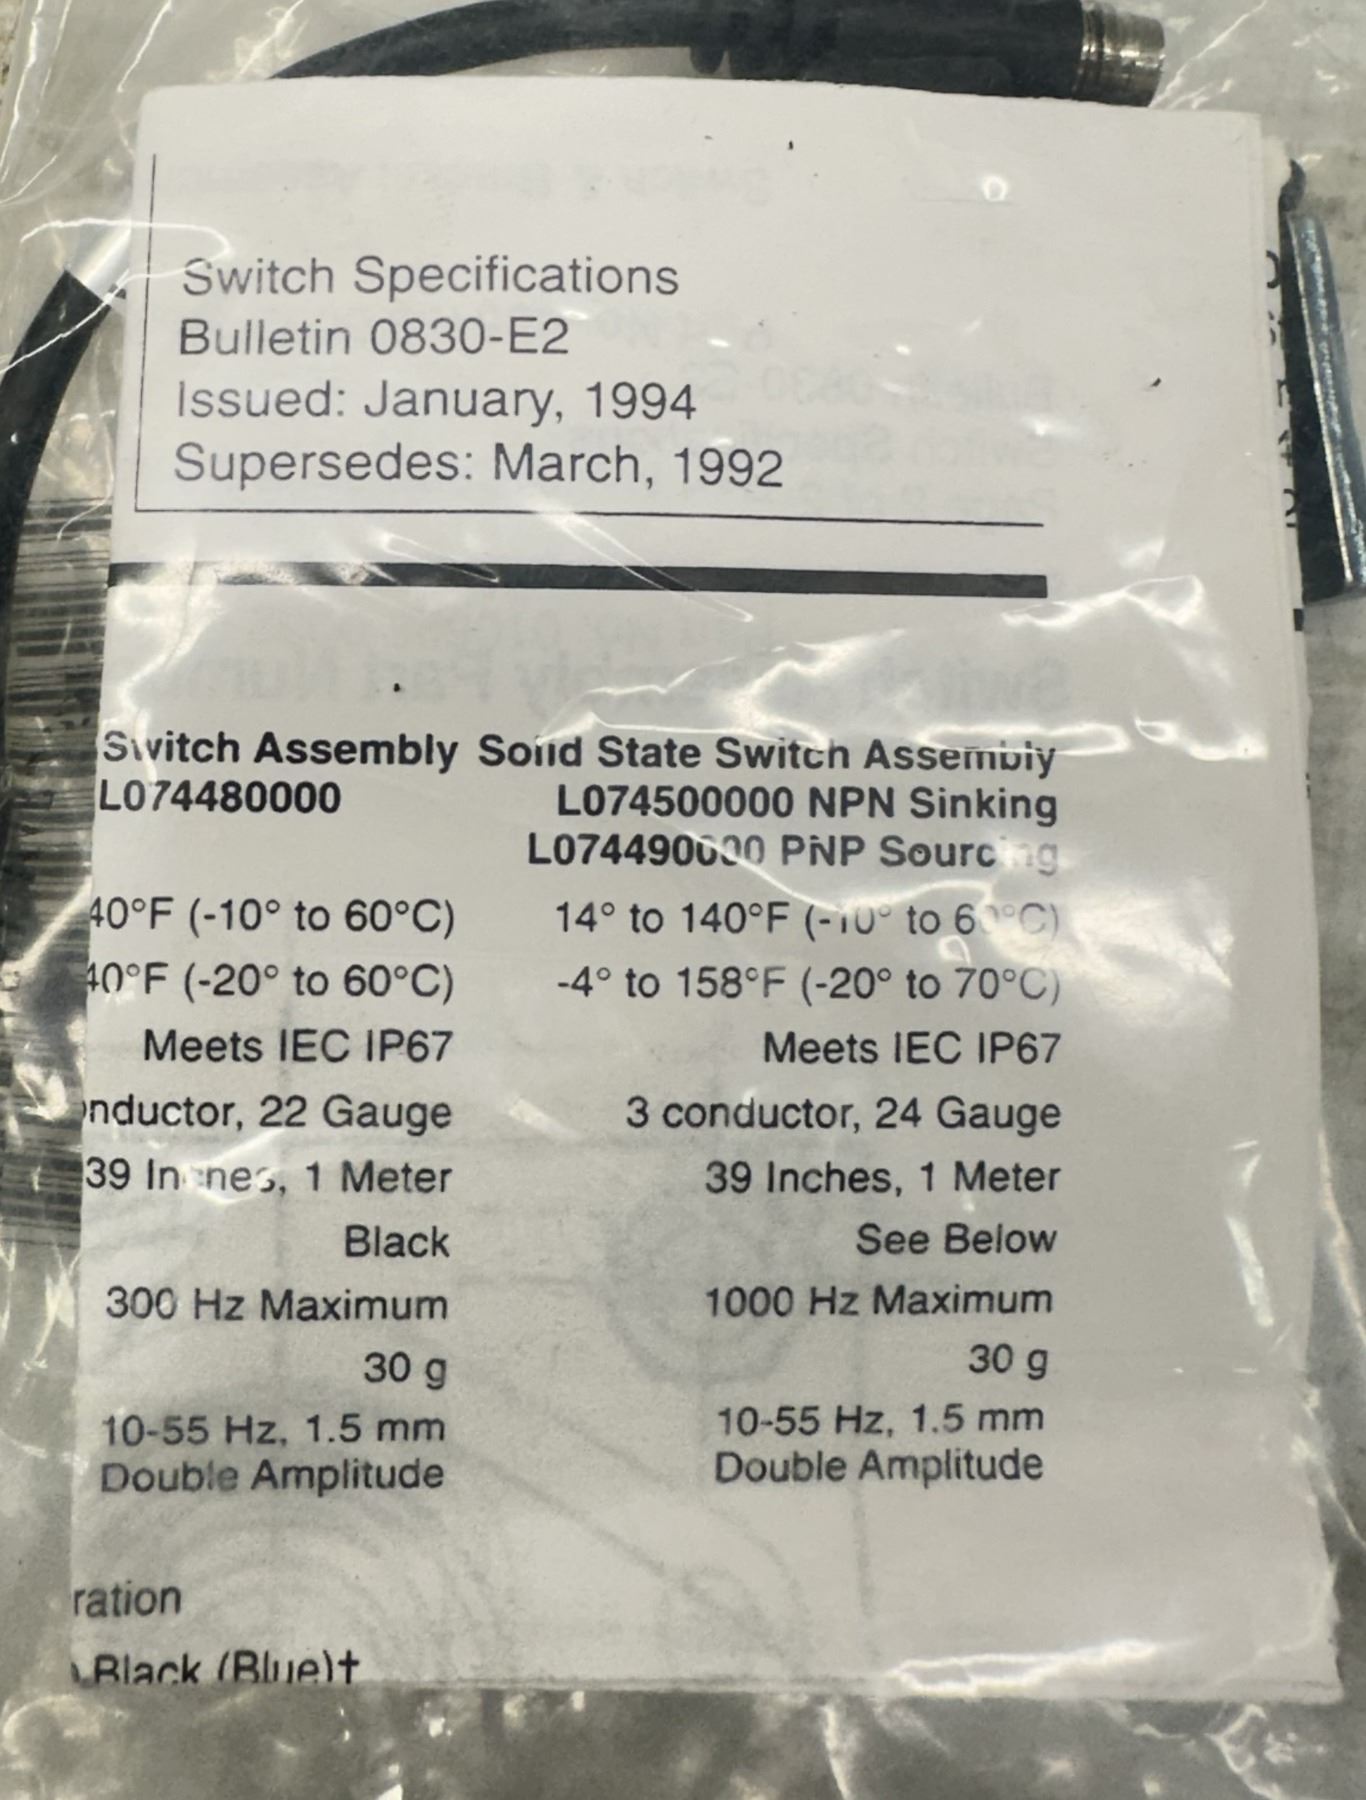 Switch Specifications
Bulletin 0830-E2
Issued: January, 1994
Supersedes: March, 1992
Switch Assembly Solid State Switch Assembly
L074480000 L074500000 NPN Sinking
L074490000 PNP Sourcing
40°F (-10° to 60°C) 14° to 140°F (-10° to 60°C)
40°F (-20° to 60°C) -4° to 158°F (-20° to 70°C)
Meets IEC IP67 Meets IEC IP67
nductor, 22 Gauge 3 conductor, 24 Gauge
39 Inches, 1 Meter 39 Inches, 1 Meter
Black See Below
300 Hz Maximum 1000 Hz Maximum
30 g 30 g
10-55 Hz, 1.5 mm 10-55 Hz, 1.5 mm
Double Amplitude Double Amplitude
ration
Black (Blue)†